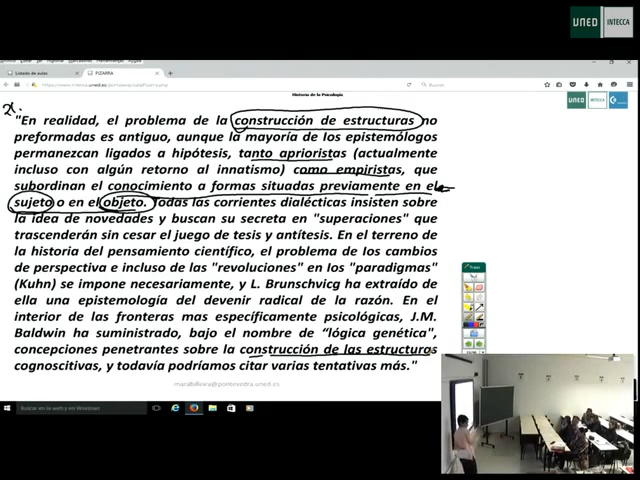 UNED INTECCA
Listado de aulas PIZARRA
Buscar
Historia de la Psicología
UNED INTECCA
x.
"En realidad, el problema de la construcción de estructuras no
preformadas es antiguo, aunque la mayoría de los epistemólogos
permanezcan ligados a hipótesis, tanto aprioristas (actualmente
incluso con algún retorno al innatismo) como empiristas, que
subordinan el conocimiento a formas situadas previamente en el
sujeto o en el objeto. Todas las corrientes dialécticas insisten sobre
la idea de novedades y buscan su secreta en "superaciones" que
trascenderán sin cesar el juego de tesis y antítesis. En el terreno de
la historia del pensamiento científico, el problema de los cambios
de perspectiva e incluso de las "revoluciones" en los "paradigmas"
(Kuhn) se impone necesariamente, y L. Brunschvicg ha extraído de
ella una epistemología del devenir radical de la razón. En el
interior de las fronteras mas específicamente psicológicas, J.M.
Baldwin ha suministrado, bajo el nombre de "lógica genética",
concepciones penetrantes sobre la construcción de las estructuras
cognoscitivas, y todavía podríamos citar varias tentativas más."
Buscar en la web y en Windows